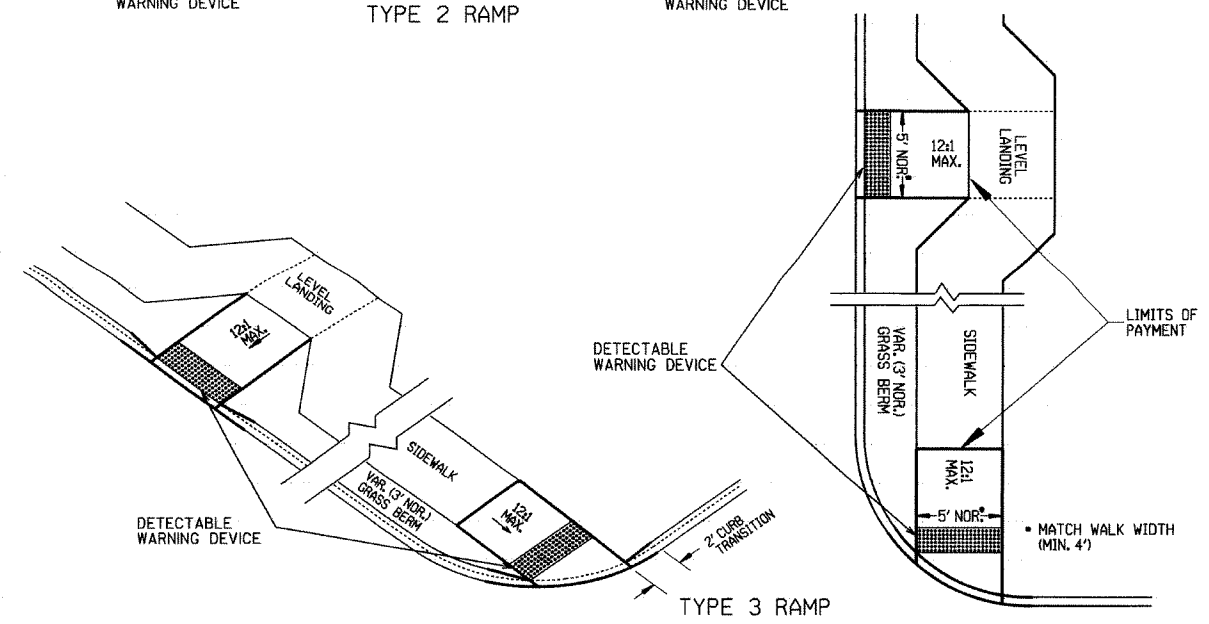 WARNING DEVICE
TYPE 2 RAMP
WARNING DEVICE
LEVEL
LANDING
12:1
MAX.
5' NOR.*
12:1
MAX.
LEVEL
LANDING
LIMITS OF
PAYMENT
DETECTABLE
WARNING DEVICE
VAR. (3' NOR.)
GRASS BERM
SIDEWALK
SIDEWALK
VAR. (3' NOR.)
GRASS BERM
12:1
MAX.
12:1
MAX.
5' NOR.*
* MATCH WALK WIDTH
(MIN. 4')
DETECTABLE
WARNING DEVICE
2' CURB
TRANSITION
TYPE 3 RAMP